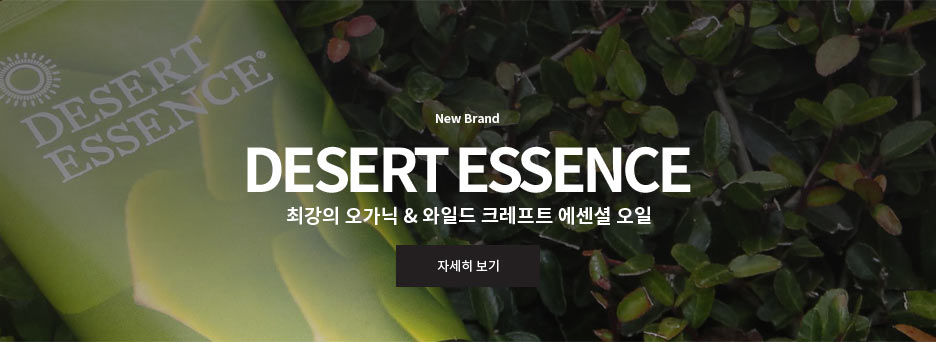 DESERT
ESSENCE®
New Brand
DESERT ESSENCE
최강의 오가닉 & 와일드 크레프트 에센셜 오일
자세히 보기